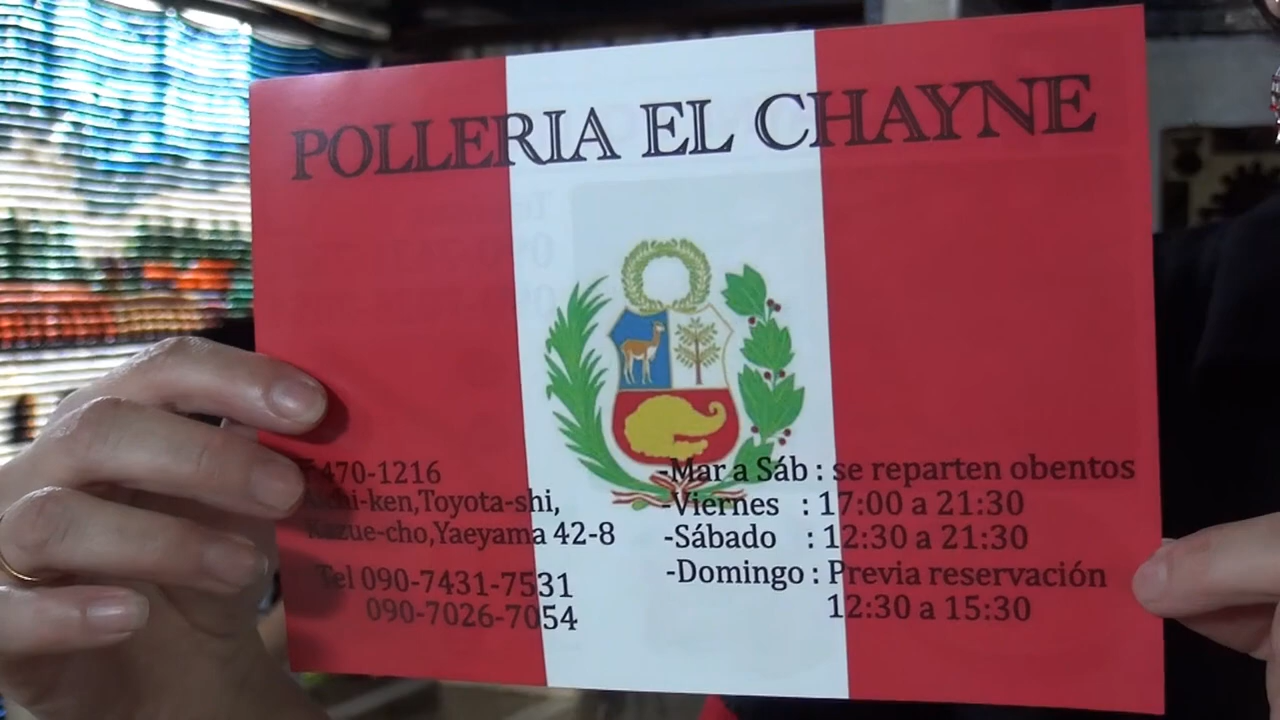 POLLERIA EL CHAYNE
470-1216
-ken,Toyota-shi,
-cho,Yaeyama 42-8
Tel 090-7431-7531
090-7026-7054
-Mar a Sáb : se reparten obentos
-Viernes : 17:00 a 21:30
-Sábado : 12:30 a 21:30
-Domingo : Previa reservación
12:30 a 15:30